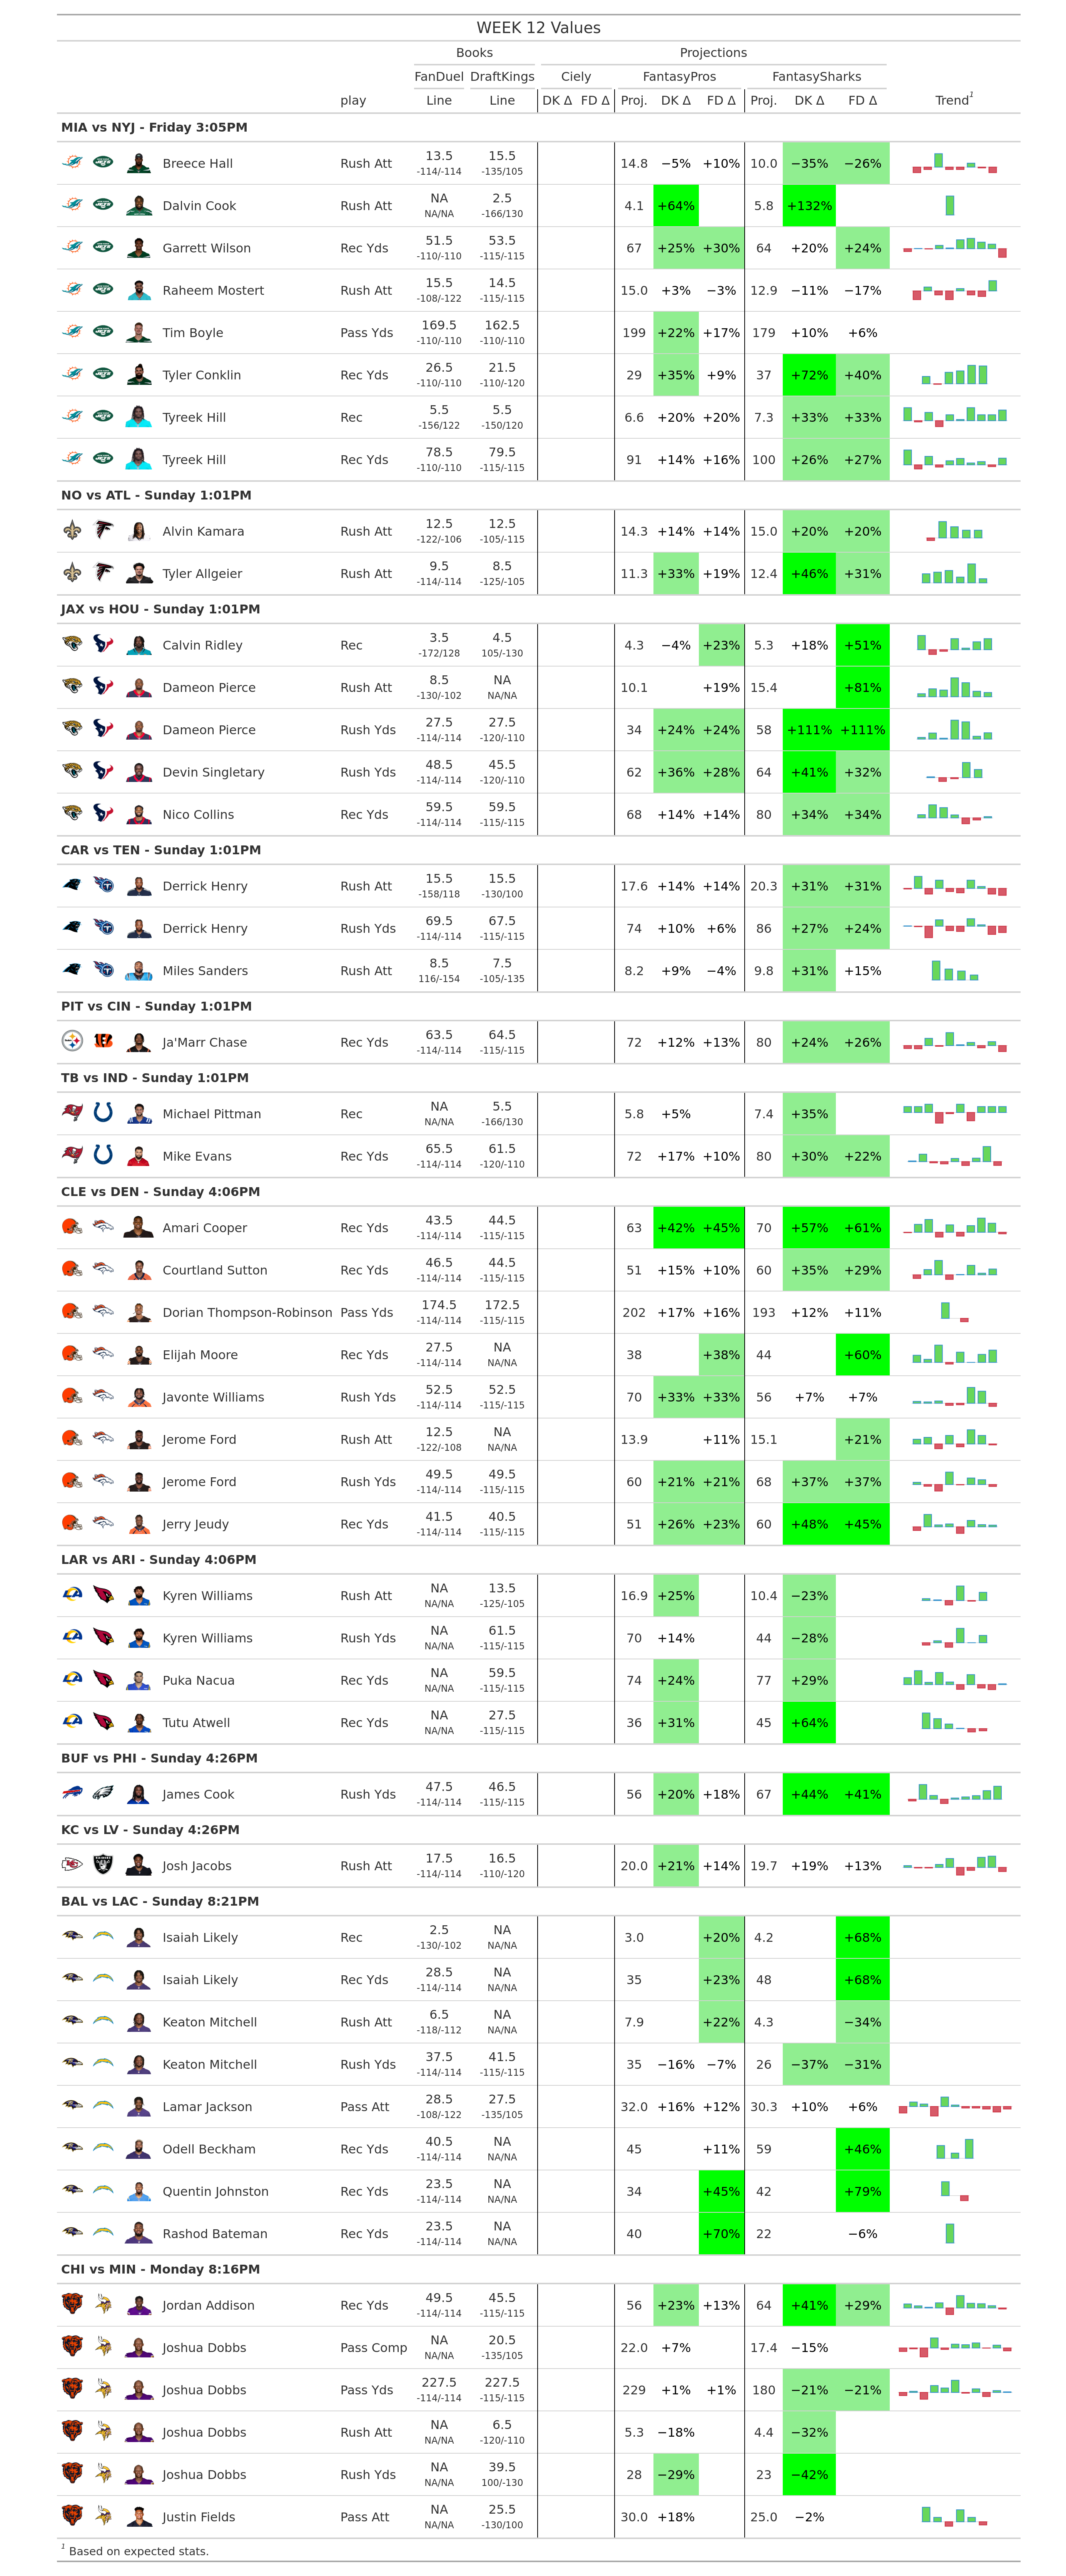 WEEK 12 Values
Books Projections
FanDuel DraftKings Ciely FantasyPros FantasySharks
play Line Line DK Δ FD Δ Proj. DK Δ FD Δ Proj. DK Δ FD Δ Trend1
MIA vs NYJ - Friday 3:05PM
Breece Hall Rush Att 13.5 15.5 14.8 −5% +10% 10.0 −35% −26%
-114/-114 -135/105
Dalvin Cook Rush Att NA 2.5 4.1 +64% 5.8 +132%
NA/NA -166/130
Garrett Wilson Rec Yds 51.5 53.5 67 +25% +30% 64 +20% +24%
-110/-110 -115/-115
Raheem Mostert Rush Att 15.5 14.5 15.0 +3% −3% 12.9 −11% −17%
-108/-122 -115/-115
Tim Boyle Pass Yds 169.5 162.5 199 +22% +17% 179 +10% +6%
-110/-110 -110/-110
Tyler Conklin Rec Yds 26.5 21.5 29 +35% +9% 37 +72% +40%
-110/-110 -110/-120
Tyreek Hill Rec 5.5 5.5 6.6 +20% +20% 7.3 +33% +33%
-156/122 -150/120
Tyreek Hill Rec Yds 78.5 79.5 91 +14% +16% 100 +26% +27%
-110/-110 -115/-115
NO vs ATL - Sunday 1:01PM
Alvin Kamara Rush Att 12.5 12.5 14.3 +14% +14% 15.0 +20% +20%
-122/-106 -105/-115
Tyler Allgeier Rush Att 9.5 8.5 11.3 +33% +19% 12.4 +46% +31%
-114/-114 -125/-105
JAX vs HOU - Sunday 1:01PM
Calvin Ridley Rec 3.5 4.5 4.3 −4% +23% 5.3 +18% +51%
-172/128 105/-130
Dameon Pierce Rush Att 8.5 NA 10.1 +19% 15.4 +81%
-130/-102 NA/NA
Dameon Pierce Rush Yds 27.5 27.5 34 +24% +24% 58 +111% +111%
-114/-114 -120/-110
Devin Singletary Rush Yds 48.5 45.5 62 +36% +28% 64 +41% +32%
-114/-114 -120/-110
Nico Collins Rec Yds 59.5 59.5 68 +14% +14% 80 +34% +34%
-114/-114 -115/-115
CAR vs TEN - Sunday 1:01PM
Derrick Henry Rush Att 15.5 15.5 17.6 +14% +14% 20.3 +31% +31%
-158/118 -130/100
Derrick Henry Rush Yds 69.5 67.5 74 +10% +6% 86 +27% +24%
-114/-114 -115/-115
Miles Sanders Rush Att 8.5 7.5 8.2 +9% −4% 9.8 +31% +15%
116/-154 -105/-135
PIT vs CIN - Sunday 1:01PM
Ja'Marr Chase Rec Yds 63.5 64.5 72 +12% +13% 80 +24% +26%
-114/-114 -115/-115
TB vs IND - Sunday 1:01PM
Michael Pittman Rec NA 5.5 5.8 +5% 7.4 +35%
NA/NA -166/130
Mike Evans Rec Yds 65.5 61.5 72 +17% +10% 80 +30% +22%
-114/-114 -120/-110
CLE vs DEN - Sunday 4:06PM
Amari Cooper Rec Yds 43.5 44.5 63 +42% +45% 70 +57% +61%
-114/-114 -115/-115
Courtland Sutton Rec Yds 46.5 44.5 51 +15% +10% 60 +35% +29%
-114/-114 -115/-115
Dorian Thompson-Robinson Pass Yds 174.5 172.5 202 +17% +16% 193 +12% +11%
-114/-114 -115/-115
Elijah Moore Rec Yds 27.5 NA 38 +38% 44 +60%
-114/-114 NA/NA
Javonte Williams Rush Yds 52.5 52.5 70 +33% +33% 56 +7% +7%
-114/-114 -115/-115
Jerome Ford Rush Att 12.5 NA 13.9 +11% 15.1 +21%
-122/-108 NA/NA
Jerome Ford Rush Yds 49.5 49.5 60 +21% +21% 68 +37% +37%
-114/-114 -115/-115
Jerry Jeudy Rec Yds 41.5 40.5 51 +26% +23% 60 +48% +45%
-114/-114 -115/-115
LAR vs ARI - Sunday 4:06PM
Kyren Williams Rush Att NA 13.5 16.9 +25% 10.4 −23%
NA/NA -125/-105
Kyren Williams Rush Yds NA 61.5 70 +14% 44 −28%
NA/NA -115/-115
Puka Nacua Rec Yds NA 59.5 74 +24% 77 +29%
NA/NA -115/-115
Tutu Atwell Rec Yds NA 27.5 36 +31% 45 +64%
NA/NA -115/-115
BUF vs PHI - Sunday 4:26PM
James Cook Rush Yds 47.5 46.5 56 +20% +18% 67 +44% +41%
-114/-114 -115/-115
KC vs LV - Sunday 4:26PM
Josh Jacobs Rush Att 17.5 16.5 20.0 +21% +14% 19.7 +19% +13%
-114/-114 -110/-120
BAL vs LAC - Sunday 8:21PM
Isaiah Likely Rec 2.5 NA 3.0 +20% 4.2 +68%
-130/-102 NA/NA
Isaiah Likely Rec Yds 28.5 NA 35 +23% 48 +68%
-114/-114 NA/NA
Keaton Mitchell Rush Att 6.5 NA 7.9 +22% 4.3 −34%
-118/-112 NA/NA
Keaton Mitchell Rush Yds 37.5 41.5 35 −16% −7% 26 −37% −31%
-114/-114 -115/-115
Lamar Jackson Pass Att 28.5 27.5 32.0 +16% +12% 30.3 +10% +6%
-108/-122 -135/105
Odell Beckham Rec Yds 40.5 NA 45 +11% 59 +46%
-114/-114 NA/NA
Quentin Johnston Rec Yds 23.5 NA 34 +45% 42 +79%
-114/-114 NA/NA
Rashod Bateman Rec Yds 23.5 NA 40 +70% 22 −6%
-114/-114 NA/NA
CHI vs MIN - Monday 8:16PM
Jordan Addison Rec Yds 49.5 45.5 56 +23% +13% 64 +41% +29%
-114/-114 -115/-115
Joshua Dobbs Pass Comp NA 20.5 22.0 +7% 17.4 −15%
NA/NA -135/105
Joshua Dobbs Pass Yds 227.5 227.5 229 +1% +1% 180 −21% −21%
-114/-114 -115/-115
Joshua Dobbs Rush Att NA 6.5 5.3 −18% 4.4 −32%
NA/NA -120/-110
Joshua Dobbs Rush Yds NA 39.5 28 −29% 23 −42%
NA/NA 100/-130
Justin Fields Pass Att NA 25.5 30.0 +18% 25.0 −2%
NA/NA -130/100
1 Based on expected stats.